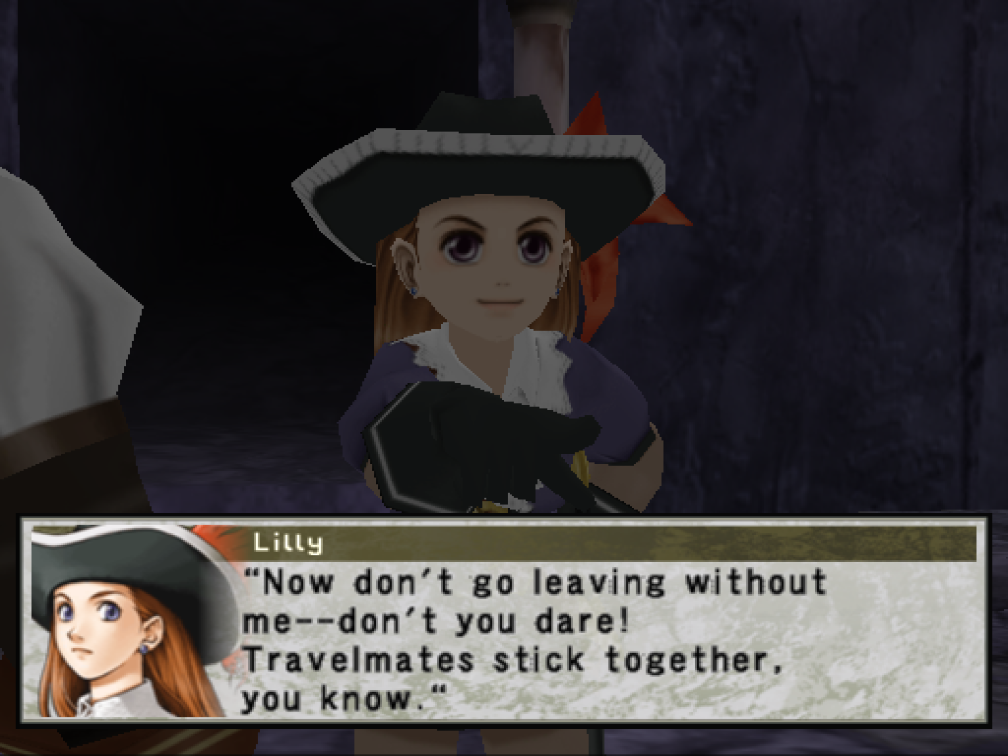 Lilly
“Now don't go leaving without
me--don't you dare!
Travelmates stick together,
you know.“